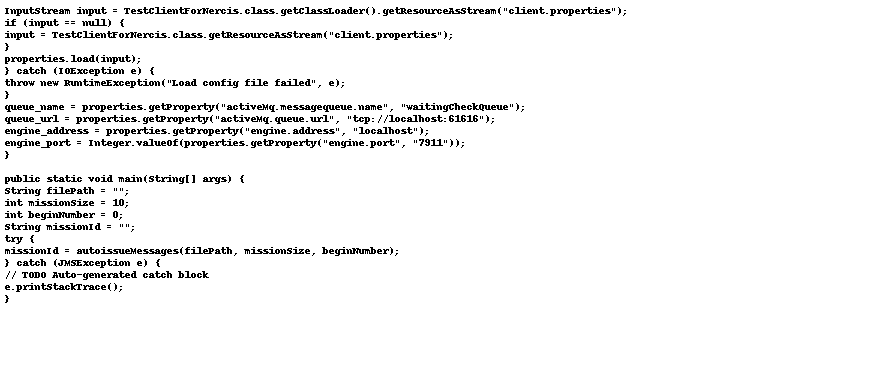 InputStream input = TestClientForNercis.class.getClassLoader().getResourceAsStream("client.properties");
if (input == null) {
input = TestClientForNercis.class.getResourceAsStream("client.properties");
}
properties.load(input);
} catch (IOException e) {
throw new RuntimeException("Load config file failed", e);
}
queue_name = properties.getProperty("activeMq.messagequeue.name", "waitingCheckQueue");
queue_url = properties.getProperty("activeMq.queue.url", "tcp://localhost:61616");
engine_address = properties.getProperty("engine.address", "localhost");
engine_port = Integer.valueOf(properties.getProperty("engine.port", "7911"));
}
public static void main(String[] args) {
String filePath = "";
int missionSize = 10;
int beginNumber = 0;
String missionId = "";
try {
missionId = autoissueMessages(filePath, missionSize, beginNumber);
} catch (JMSException e) {
// TODO Auto-generated catch block
e.printStackTrace();
}